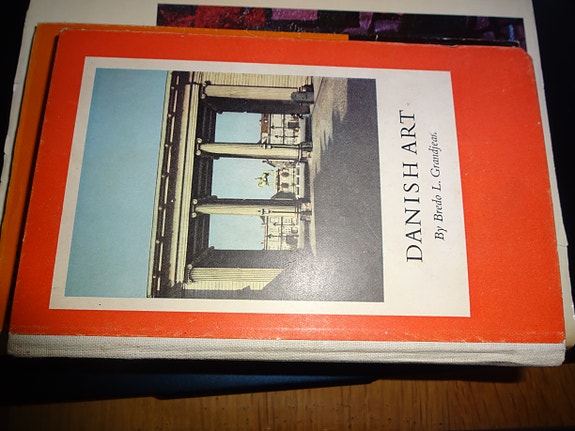 DANISH ART
By Bredo L. Grandjean.